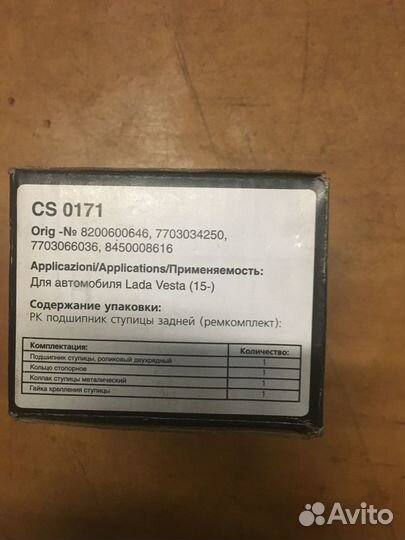 CS 0171
Orig -№ 8200600646, 7703034250,
7703066036, 8450008616
Applicazioni/Applications/Применяемость:
Для автомобиля Lada Vesta (15-)
Содержание упаковки:
РК подшипник ступицы задней (ремкомплект):
Комплектация: Количество:
Подшипник ступицы, роликовый двухрядный 1
Кольцо стопорное 1
Колпак ступицы металический 1
Гайка крепления ступицы 1
Avito